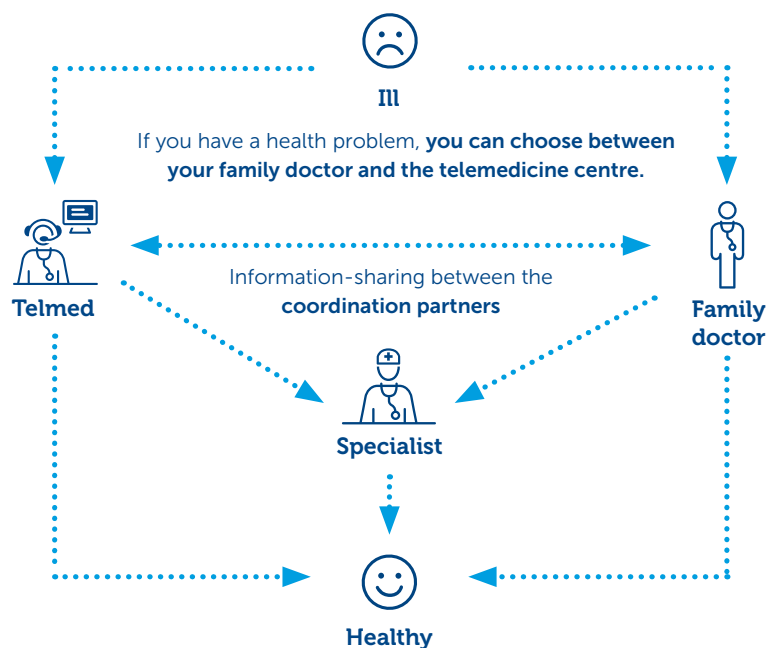 Ill
If you have a health problem, you can choose between
your family doctor and the telemedicine centre.
Telmed
Information-sharing between the
coordination partners
Family
doctor
Specialist
Healthy